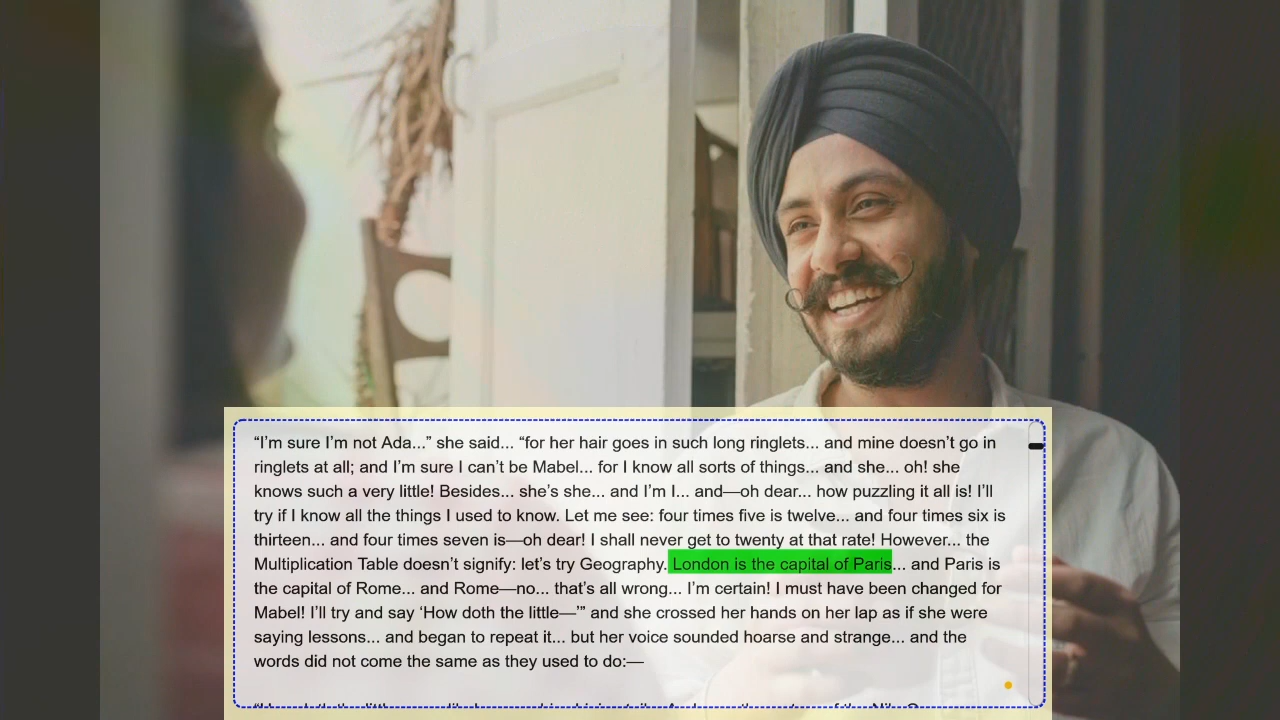 “I’m sure I’m not Ada...” she said... “for her hair goes in such long ringlets... and mine doesn’t go in
ringlets at all; and I’m sure I can’t be Mabel... for I know all sorts of things... and she... oh! she
knows such a very little! Besides... she’s she... and I’m I... and—oh dear... how puzzling it all is! I’ll
try if I know all the things I used to know. Let me see: four times five is twelve... and four times six is
thirteen... and four times seven is—oh dear! I shall never get to twenty at that rate! However... the
Multiplication Table doesn’t signify: let’s try Geography. London is the capital of Paris... and Paris is
the capital of Rome... and Rome—no... that’s all wrong... I’m certain! I must have been changed for
Mabel! I’ll try and say ‘How doth the little—’” and she crossed her hands on her lap as if she were
saying lessons... and began to repeat it... but her voice sounded hoarse and strange... and the
words did not come the same as they used to do:—